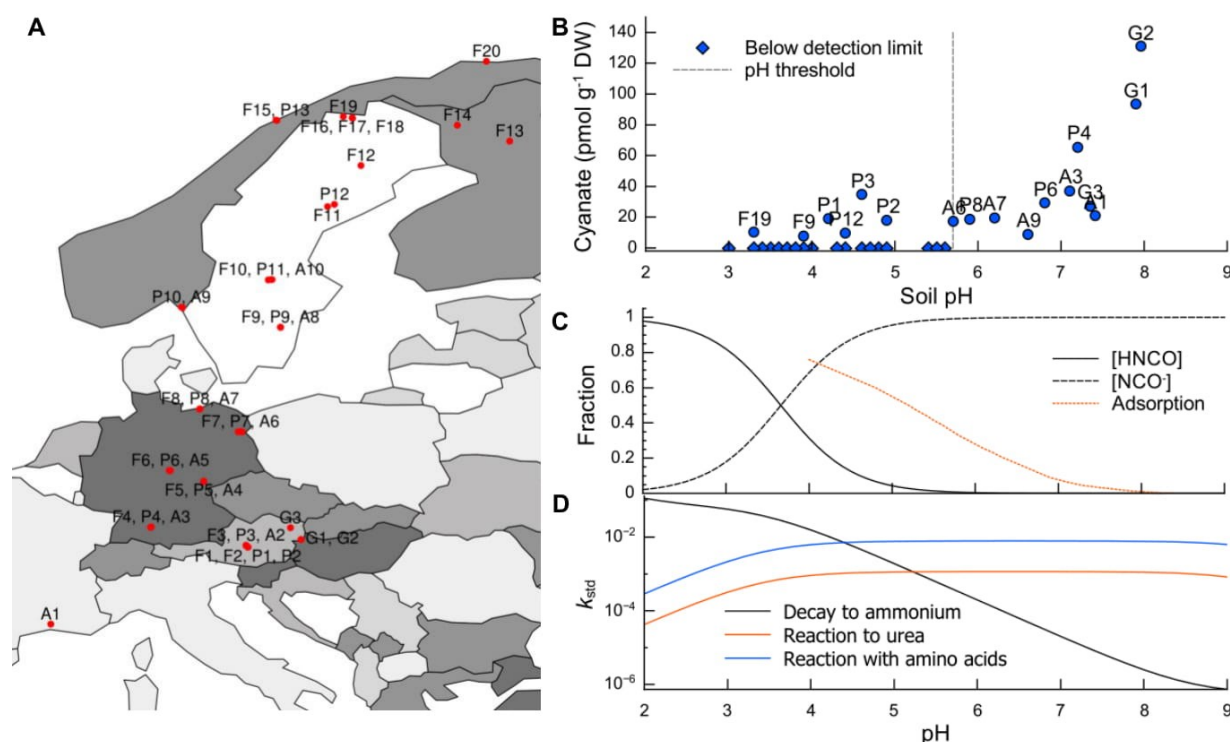 A
F20
F15, P13
F19
F16, F17, F18
F14
F13
F12
P12
F11
F10, P11, A10
P10, A9
F9, P9, A8
F8, P8, A7
F7, P7, A6
F6, P6, A5
F5, P5, A4
F4, P4, A3
G3
F3, P3, A2
G1, G2
F1, F2, P1, P2
A1
B
Cyanate (pmol g⁻¹ DW)
140
120
100
80
60
40
20
0
Below detection limit
pH threshold
G2
G1
P4
P3
A3
P6
G3
P1
P2
A6
P8
A7
A1
F19
F9
P12
A9
2 3 4 5 6 7 8 9
Soil pH
C
Fraction
1
0.8
0.6
0.4
0.2
0
[HNCO]
[NCO⁻]
Adsorption
D
k_std
10⁻²
10⁻⁴
10⁻⁶
Decay to ammonium
Reaction to urea
Reaction with amino acids
2 3 4 5 6 7 8 9
pH